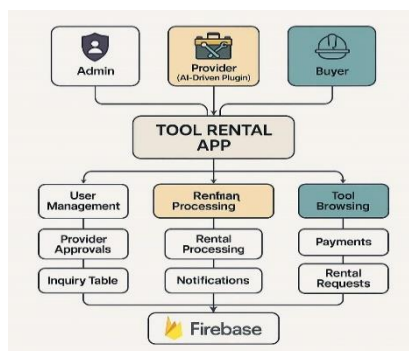 Admin
Provider
(AI-Driven Plugin)
Buyer
TOOL RENTAL
APP
User
Management
Processing
Tool
Browsing
Provider
Approvals
Rental
Processing
Payments
Inquiry Table
Notifications
Rental
Requests
Firebase